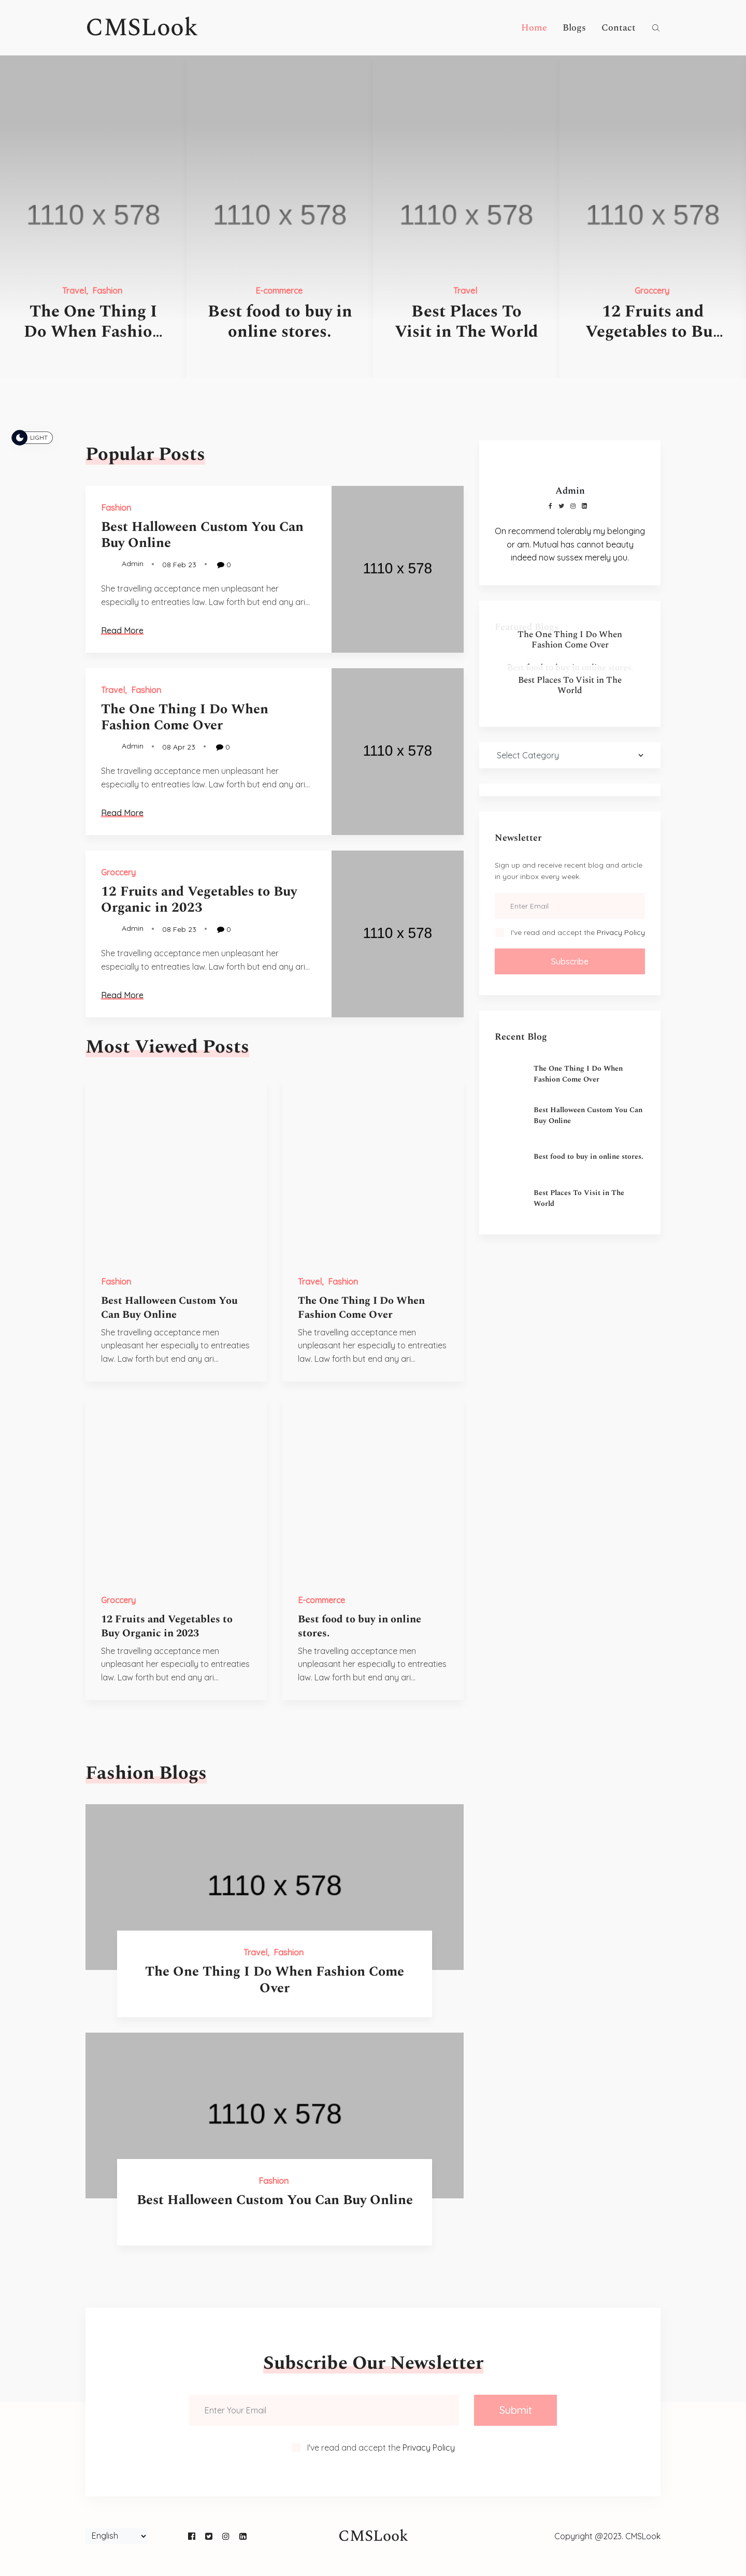 CMSLook
Home Blogs Contact
1110 x 578
1110 x 578
1110 x 578
1110 x 578
Travel, Fashion
The One Thing I
Do When Fashio...
E-commerce
Best food to buy in
online stores.
Travel
Best Places To
Visit in The World
Groccery
12 Fruits and
Vegetables to Bu...
LIGHT
Popular Posts
Fashion
Best Halloween Custom You Can
Buy Online
Admin • 08 Feb 23 • 0
She travelling acceptance men unpleasant her
especially to entreaties law. Law forth but end any ari...
Read More
1110 x 578
Travel, Fashion
The One Thing I Do When
Fashion Come Over
Admin • 08 Apr 23 • 0
She travelling acceptance men unpleasant her
especially to entreaties law. Law forth but end any ari...
Read More
1110 x 578
Groccery
12 Fruits and Vegetables to Buy
Organic in 2023
Admin • 08 Feb 23 • 0
She travelling acceptance men unpleasant her
especially to entreaties law. Law forth but end any ari...
Read More
1110 x 578
Most Viewed Posts
Fashion
Best Halloween Custom You
Can Buy Online
She travelling acceptance men
unpleasant her especially to entreaties
law. Law forth but end any ari...
Travel, Fashion
The One Thing I Do When
Fashion Come Over
She travelling acceptance men
unpleasant her especially to entreaties
law. Law forth but end any ari...
Groccery
12 Fruits and Vegetables to
Buy Organic in 2023
She travelling acceptance men
unpleasant her especially to entreaties
law. Law forth but end any ari...
E-commerce
Best food to buy in online
stores.
She travelling acceptance men
unpleasant her especially to entreaties
law. Law forth but end any ari...
Fashion Blogs
1110 x 578
Travel, Fashion
The One Thing I Do When Fashion Come
Over
1110 x 578
Fashion
Best Halloween Custom You Can Buy Online
Admin
On recommend tolerably my belonging
or am. Mutual has cannot beauty
indeed now sussex merely you.
Featured Blogs
The One Thing I Do When
Fashion Come Over
Best food to buy in online stores.
Best Places To Visit in The
World
Select Category
Newsletter
Sign up and receive recent blog and article
in your inbox every week.
Enter Email
I've read and accept the Privacy Policy
Subscribe
Recent Blog
The One Thing I Do When
Fashion Come Over
Best Halloween Custom You Can
Buy Online
Best food to buy in online stores.
Best Places To Visit in The
World
Subscribe Our Newsletter
Enter Your Email
Submit
I've read and accept the Privacy Policy
English
CMSLook
Copyright @2023. CMSLook